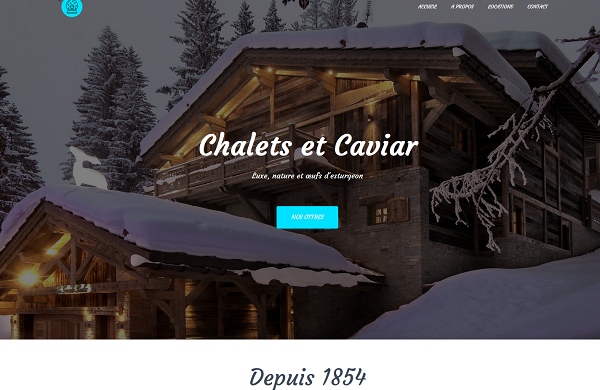 ACCUEIL A PROPOS LOCATIONS CONTACT
Chalets et Caviar
Luxe, nature et œufs d'esturgeon
NOS OFFRES
Depuis 1854